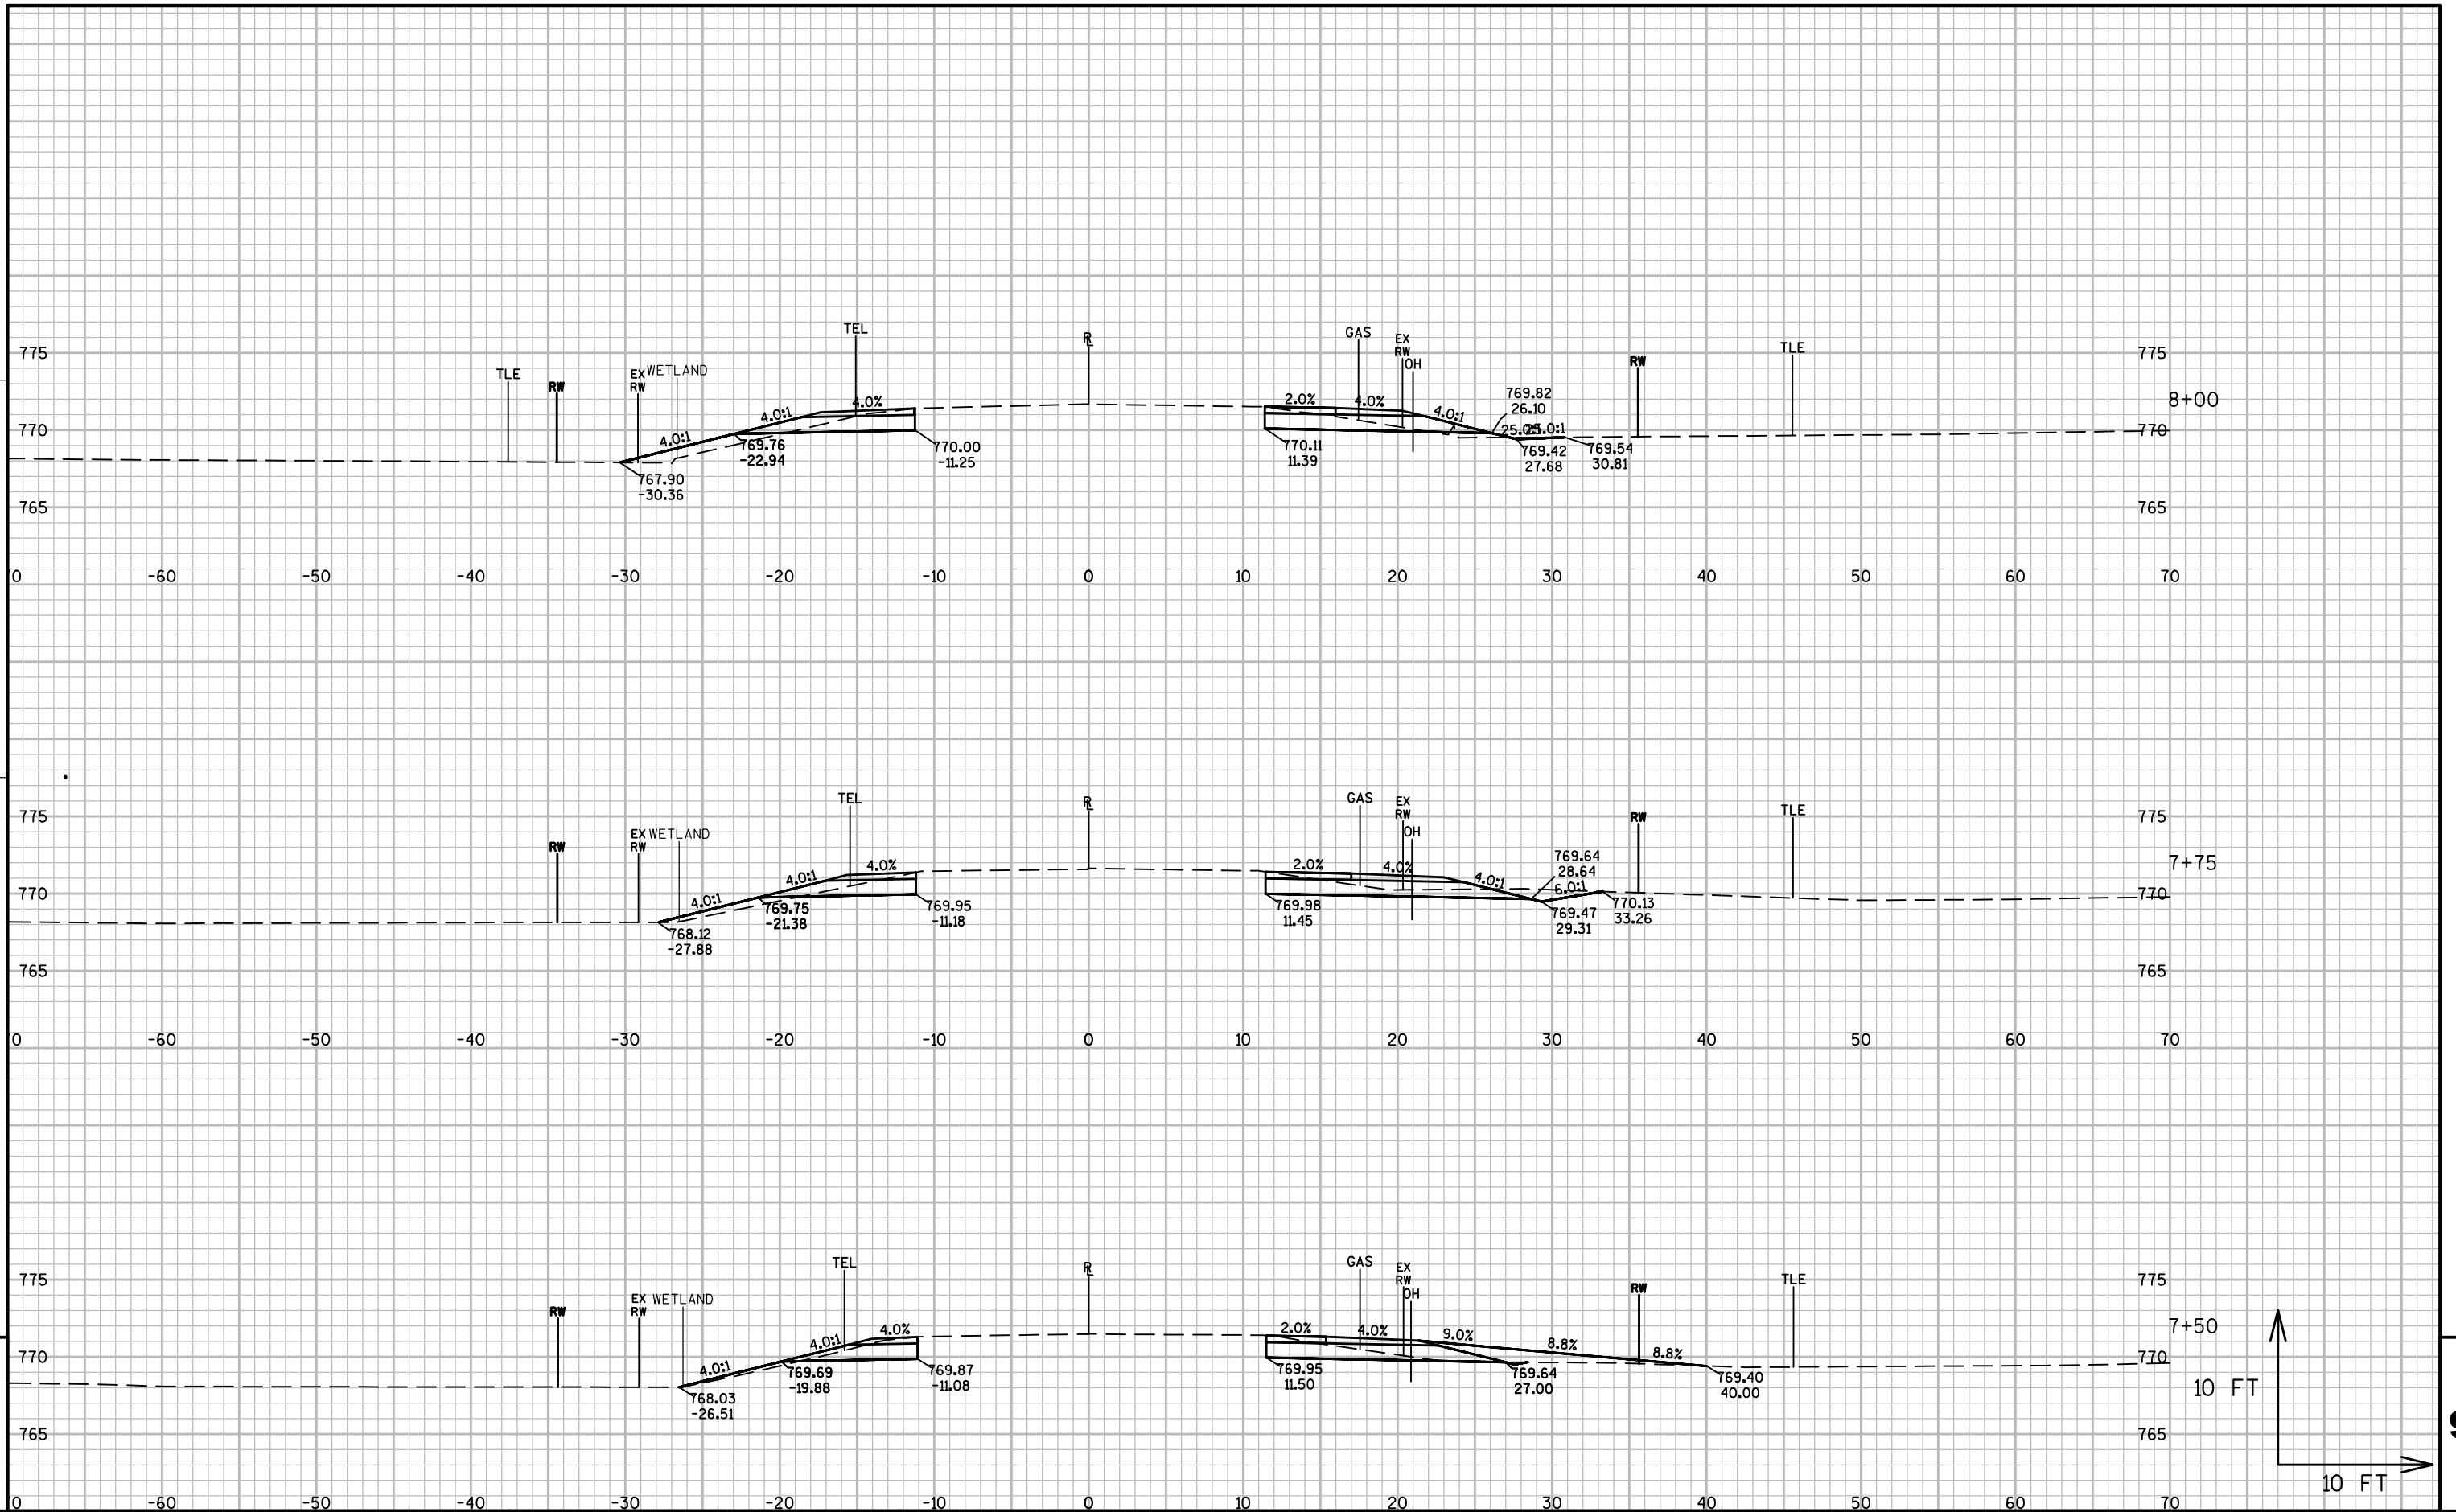 TEL
R
L
GAS
EX
RW
OH
TLE
RW
TLE
RW
EX
RW
WETLAND
775
775
4.0:1
4.0%
2.0%
4.0%
4.0:1
769.82
26.10
8+00
770
770
4.0:1
769.76
-22.94
770.00
-11.25
770.11
11.39
25.0:1
769.42
27.68
769.54
30.81
767.90
-30.36
765
765
-60
-50
-40
-30
-20
-10
0
10
20
30
40
50
60
70
TEL
R
L
GAS
EX
RW
OH
RW
TLE
RW
EX
RW
WETLAND
775
775
4.0:1
4.0%
2.0%
4.0%
4.0:1
6.0:1
769.64
28.64
7+75
770
770
4.0:1
769.75
-21.38
769.95
-11.18
769.98
11.45
769.47
29.31
770.13
33.26
768.12
-27.88
765
765
-60
-50
-40
-30
-20
-10
0
10
20
30
40
50
60
70
TEL
R
L
GAS
EX
RW
OH
RW
TLE
RW
EX
RW
WETLAND
775
775
4.0:1
4.0%
2.0%
4.0%
9.0%
8.8%
8.8%
7+50
770
770
4.0:1
769.69
-19.88
769.87
-11.08
769.95
11.50
769.64
27.00
769.40
40.00
768.03
-26.51
765
765
10 FT
10 FT
-60
-50
-40
-30
-20
-10
0
10
20
30
40
50
60
70